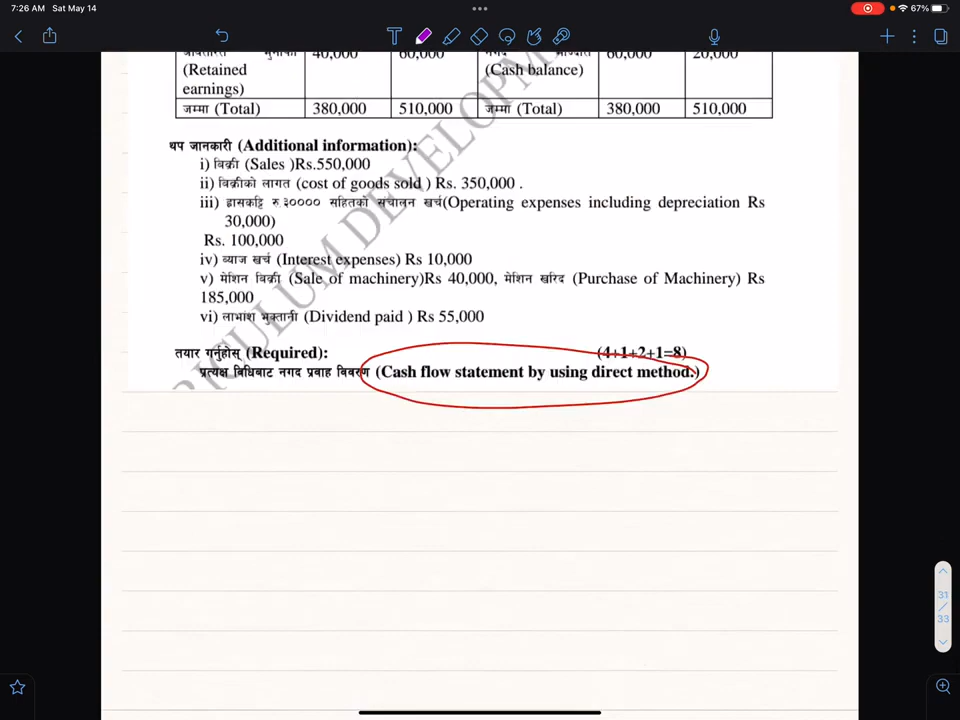 7:26 AM Sat May 14
67%
40,000 60,000 60,000 20,000
(Retained (Cash balance)
earnings)
जम्मा (Total) 380,000 510,000 जम्मा (Total) 380,000 510,000
थप जानकारी (Additional information):
i) बिक्री (Sales )Rs.550,000
ii) बिक्रीको लागत (cost of goods sold ) Rs. 350,000 .
iii) ह्रासकट्टि रु.३०००० सहितको संचालन खर्च(Operating expenses including depreciation Rs
30,000)
Rs. 100,000
iv) व्याज खर्च (Interest expenses) Rs 10,000
v) मेशिन बिक्री (Sale of machinery)Rs 40,000, मेशिन खरिद (Purchase of Machinery) Rs
185,000
vi) लाभांश भुक्तानी (Dividend paid ) Rs 55,000
तयार गर्नुहोस् (Required): (4+1+2+1=8)
प्रत्यक्ष बिधिबाट नगद प्रवाह विवरण (Cash flow statement by using direct method.)
CURRICULUM DEVELOPM
31
/
33